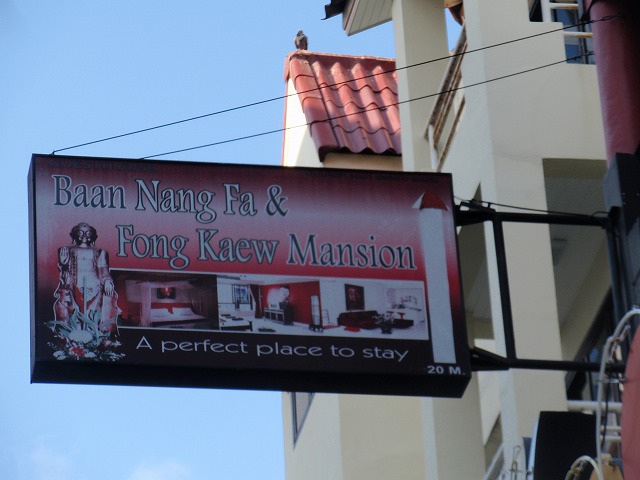 Baan Nang Fa &
Fong Kaew Mansion
A perfect place to stay
20 M.